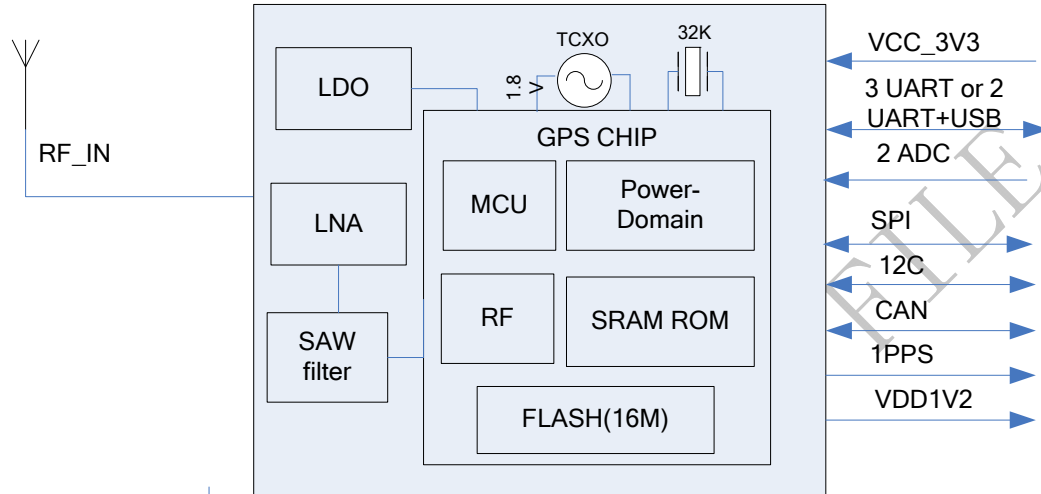 RF_IN
LDO
TCXO
1.8
V
32K
GPS CHIP
MCU
Power-
Domain
LNA
RF
SRAM ROM
SAW
filter
FLASH(16M)
VCC_3V3
3 UART or 2
UART+USB
2 ADC
SPI
12C
CAN
1PPS
VDD1V2
FILE